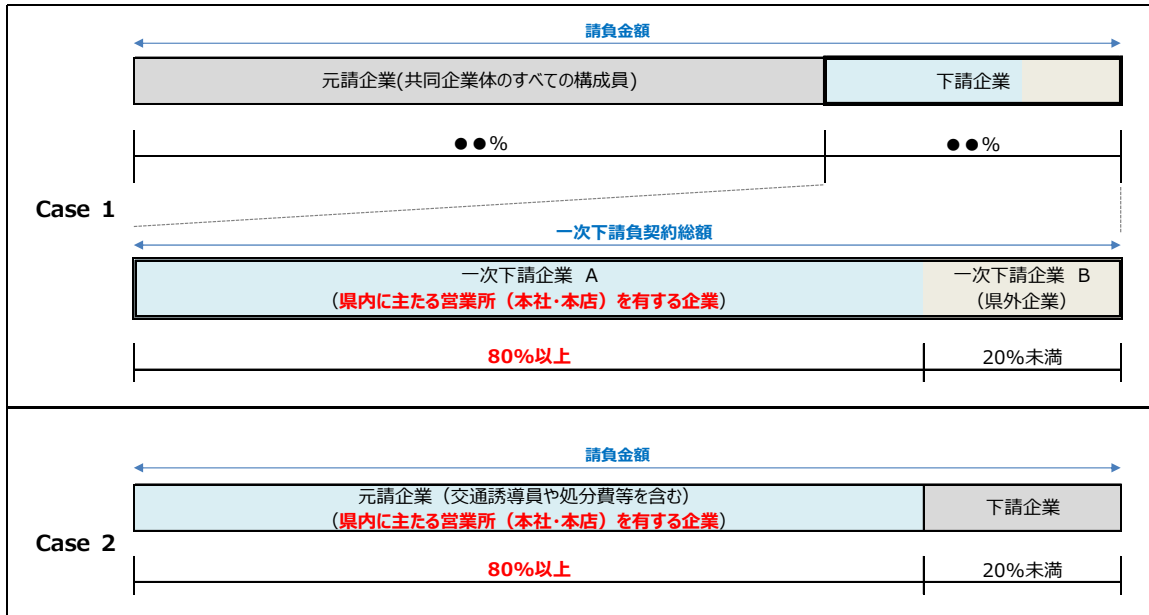 請負金額
元請企業(共同企業体のすべての構成員)
下請企業
●●%
●●%
Case 1
一次下請負契約総額
一次下請企業 A
（県内に主たる営業所（本社・本店）を有する企業）
一次下請企業 B
（県外企業）
80%以上
20%未満
請負金額
元請企業（交通誘導員や処分費等を含む）
（県内に主たる営業所（本社・本店）を有する企業）
下請企業
Case 2
80%以上
20%未満